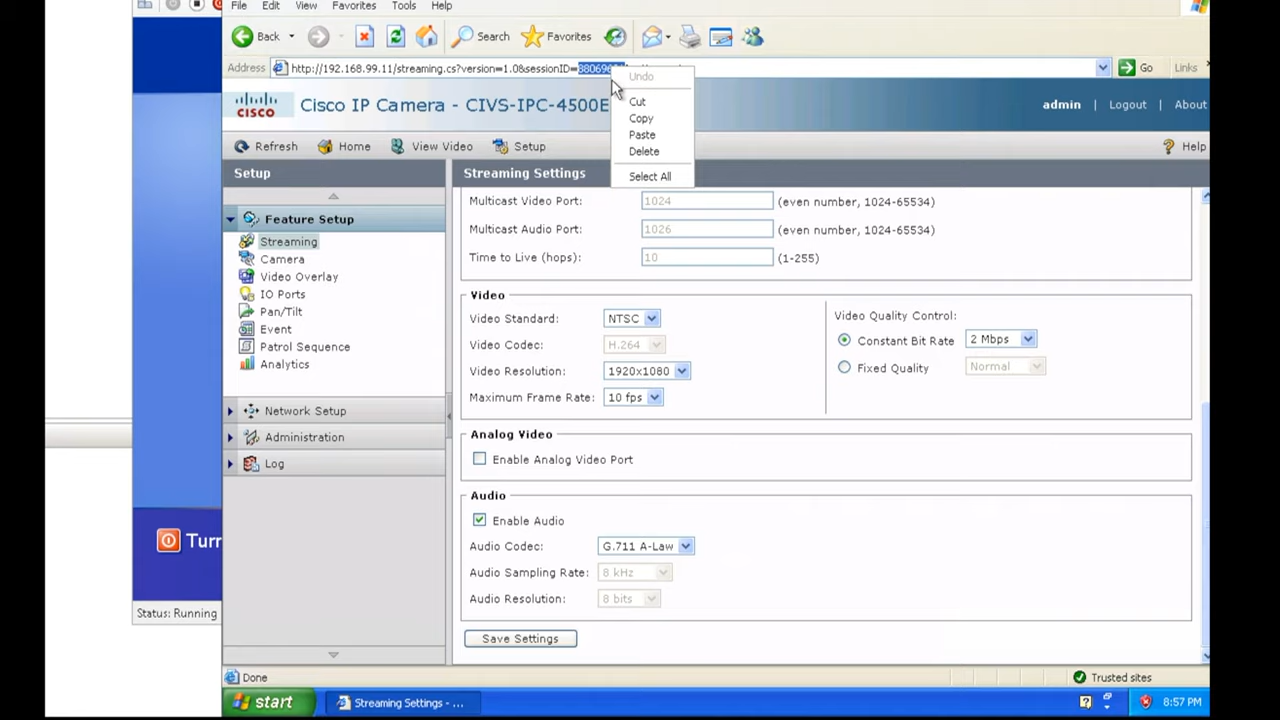 File Edit View Favorites Tools Help
Back Search Favorites
Address http://192.168.99.11/streaming.cs?version=1.0&sessionID= Go Links
CISCO Cisco IP Camera - CIVS-IPC-4500E admin | Logout | About
Refresh Home View Video Setup Help
Undo
Cut
Copy
Paste
Delete
Select All
Setup
Feature Setup
Streaming
Camera
Video Overlay
IO Ports
Pan/Tilt
Event
Patrol Sequence
Analytics
Network Setup
Administration
Log
Streaming Settings
Multicast Video Port: 1024 (even number, 1024-65534)
Multicast Audio Port: 1026 (even number, 1024-65534)
Time to Live (hops): 10 (1-255)
Video
Video Standard: NTSC
Video Codec: H.264
Video Resolution: 1920x1080
Maximum Frame Rate: 10 fps
Video Quality Control:
Constant Bit Rate 2 Mbps
Fixed Quality Normal
Analog Video
Enable Analog Video Port
Audio
Enable Audio
Audio Codec: G.711 A-Law
Audio Sampling Rate: 8 kHz
Audio Resolution: 8 bits
Save Settings
Turr
Status: Running
Done Trusted sites
start Streaming Settings - ... 8:57 PM